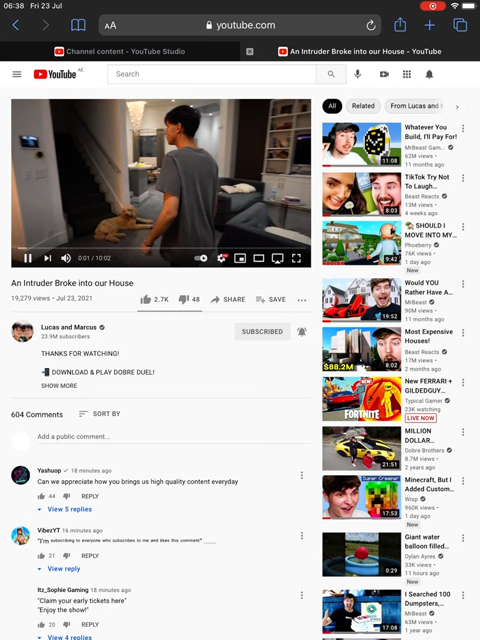 06:38 Fri 23 Jul
AA youtube.com
Channel content - YouTube Studio
An Intruder Broke into our House - YouTube
YouTube AE
Search
0:01 / 10:02
An Intruder Broke into our House
19,279 views • Jul 23, 2021
2.7K 48 SHARE SAVE ...
Lucas and Marcus
23.9M subscribers
SUBSCRIBED
THANKS FOR WATCHING!
DOWNLOAD & PLAY DOBRE DUEL!
SHOW MORE
604 Comments SORT BY
Add a public comment...
Yashuop 18 minutes ago
Can we appreciate how you brings us high quality content everyday
44 REPLY
View 5 replies
VibezYT 16 minutes ago
"I'm subscribing to everyone who subscribes to me and likes this comment" ......
21 REPLY
View reply
Itz_Sophie Gaming 18 minutes ago
"Claim your early tickets here"
"Enjoy the show!"
20 REPLY
View 4 replies
All Related From Lucas and
11:08
Whatever You
Build, I'll Pay For!
MrBeast Gam...
62M views •
11 months ago
8:03
TikTok Try Not
To Laugh...
Beast Reacts
13M views •
4 weeks ago
9:42
SHOULD I
MOVE INTO MY...
Phoeberry
76K views •
1 day ago
New
9:52
Would YOU
Rather Have A...
MrBeast
90M views •
11 months ago
$88.2M
8:02
Most Expensive
Houses!
Beast Reacts
17M views •
2 months ago
FORTNITE
New FERRARI +
GILDEDGUY...
Typical Gamer
23K watching
LIVE NOW
21:51
MILLION
DOLLAR...
Dobre Brothers
8.7M views •
2 years ago
Super Creeper
17:53
Minecraft, But I
Added Custom...
Wisp
960K views •
1 day ago
New
0:29
Giant water
balloon filled...
Dylan Ayres
33K views •
11 hours ago
New
17:08
I Searched 100
Dumpsters,...
MrBeast
63M views •
1 year ago